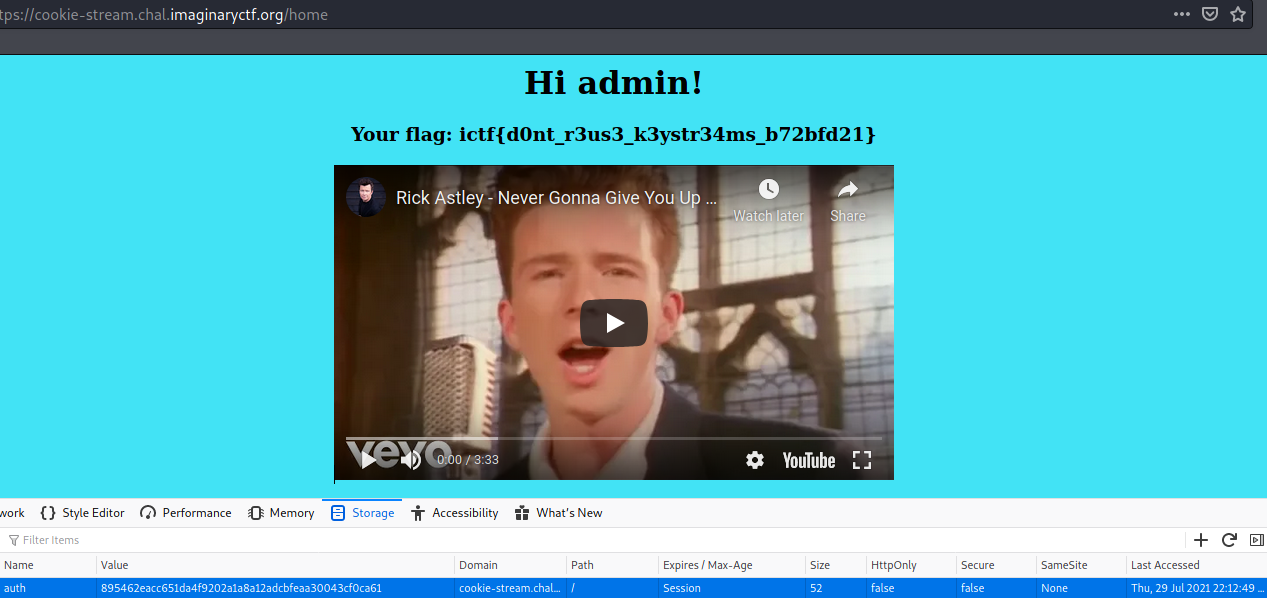 tps://cookie-stream.chal.imaginaryctf.org/home
Hi admin!
Your flag: ictf{d0nt_r3us3_k3ystr34ms_b72bfd21}
Rick Astley - Never Gonna Give You Up ...
Watch later
Share
vevo
0:00 / 3:33
YouTube
work Style Editor Performance Memory Storage Accessibility What's New
Filter Items
Name Value Domain Path Expires / Max-Age Size HttpOnly Secure SameSite Last Accessed
auth 895462eacc651da4f9202a1a8a12adcbfeaa30043cf0ca61 cookie-stream.chal... / Session 52 false false None Thu, 29 Jul 2021 22:12:49 ...